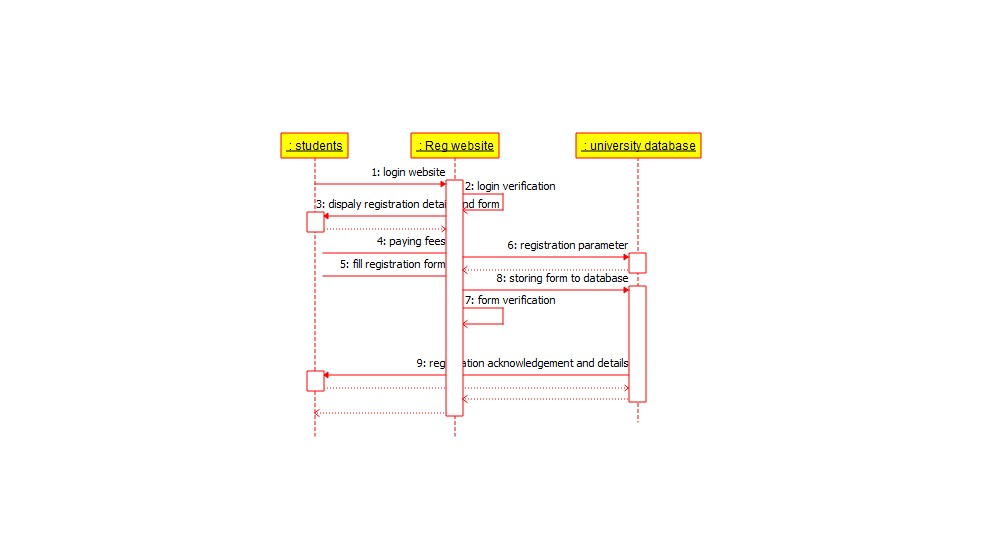 : students
: Reg website
: university database
1: login website
2: login verification
3: dispaly registration detai nd form
4: paying fees
6: registration parameter
5: fill registration form
8: storing form to database
7: form verification
9: reg ation acknowledgement and details